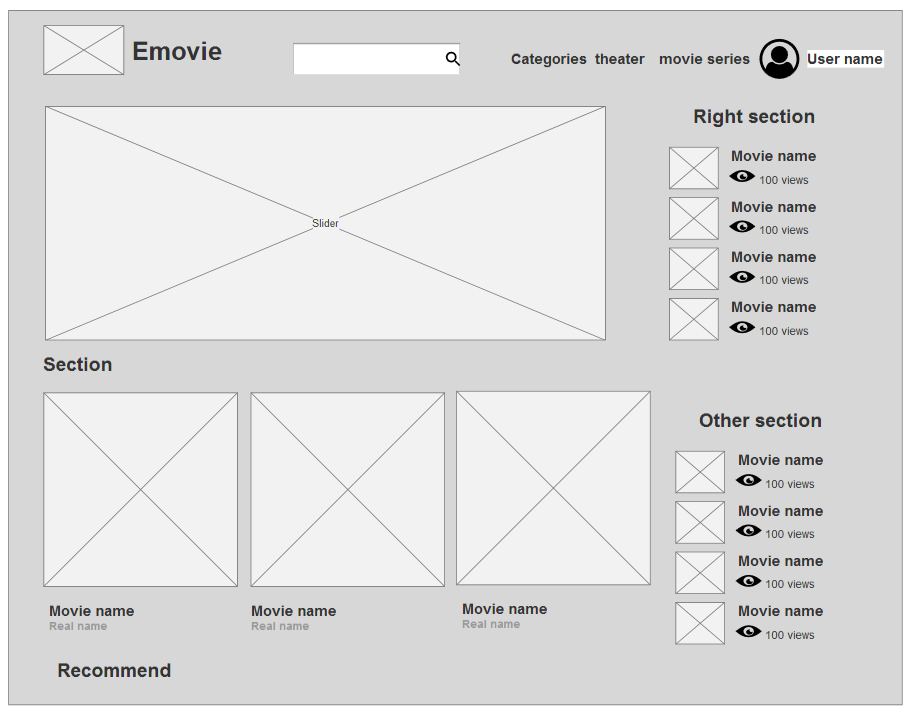 Emovie
Categories theater movie series User name
Slider
Right section
Movie name
100 views
Movie name
100 views
Movie name
100 views
Movie name
100 views
Section
Movie name
Real name
Movie name
Real name
Movie name
Real name
Other section
Movie name
100 views
Movie name
100 views
Movie name
100 views
Movie name
100 views
Recommend